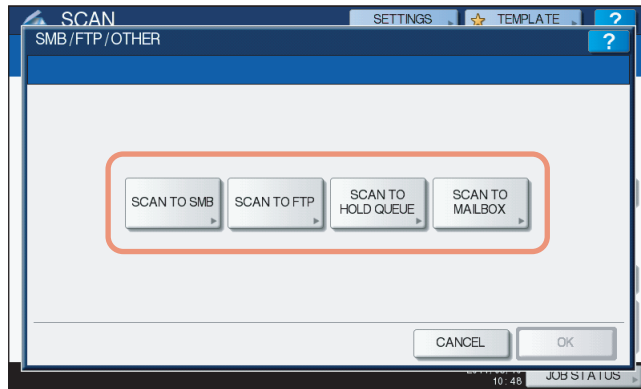 SCAN
SETTINGS
TEMPLATE
?
SMB/FTP/OTHER
?
SCAN TO SMB
SCAN TO FTP
SCAN TO
HOLD QUEUE
SCAN TO
MAILBOX
CANCEL
OK
10:48
JOB STATUS